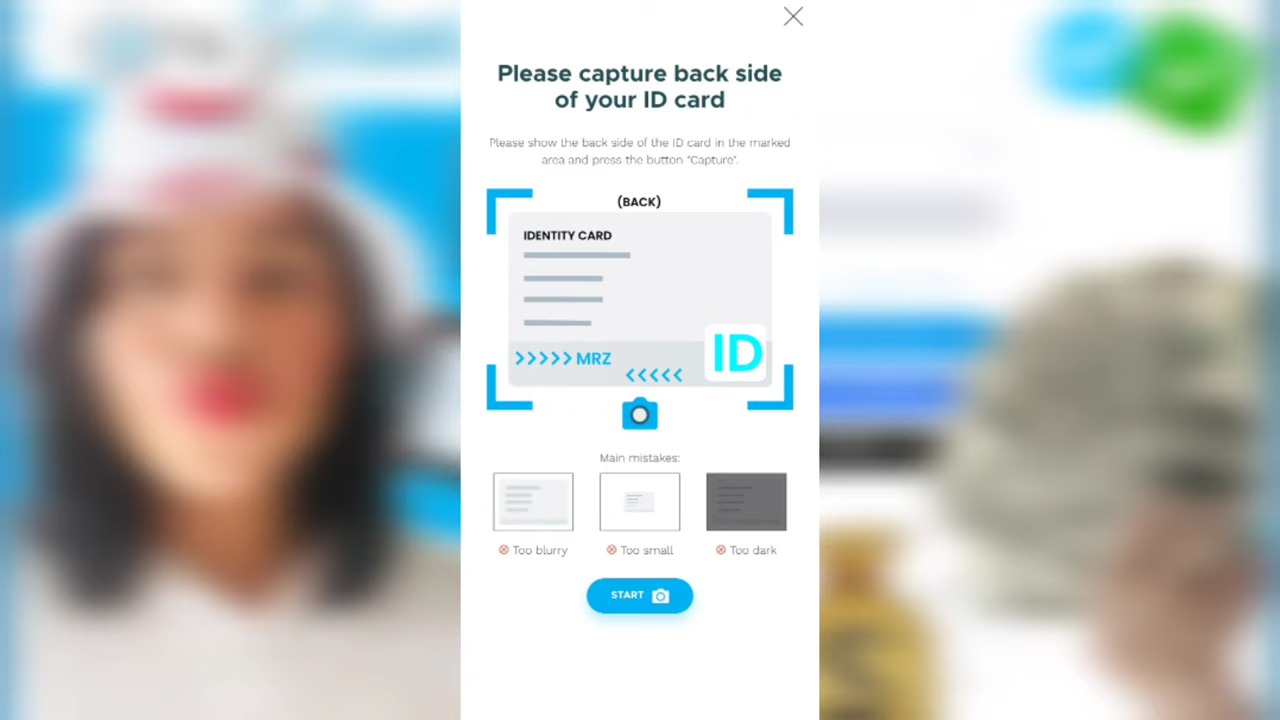 Please capture back side
of your ID card
Please show the back side of the ID card in the marked
area and press the button "Capture".
(BACK)
IDENTITY CARD
>>>>> MRZ
<<<<<
ID
Main mistakes:
Too blurry
Too small
Too dark
START